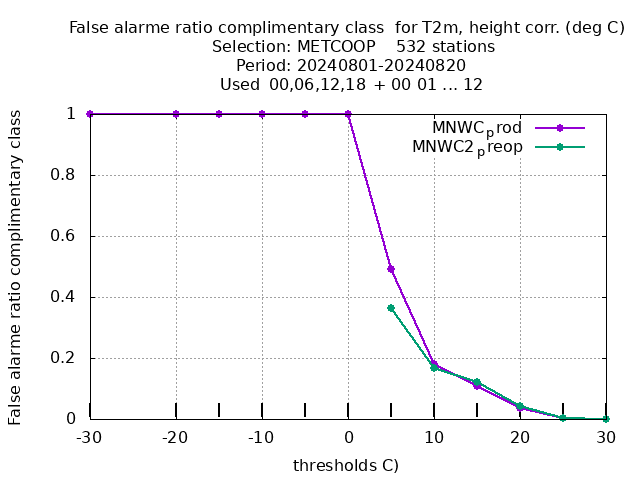 False alarme ratio complimentary class  for T2m, height corr. (deg C)
Selection: METCOOP    532 stations
Period: 20240801-20240820
Used  00,06,12,18  + 00 01 ... 12
False alarme ratio complimentary class
1
0.8
0.6
0.4
0.2
0
MNWCprod
MNWC2preop
-30 -20 -10 0 10 20 30
thresholds C)